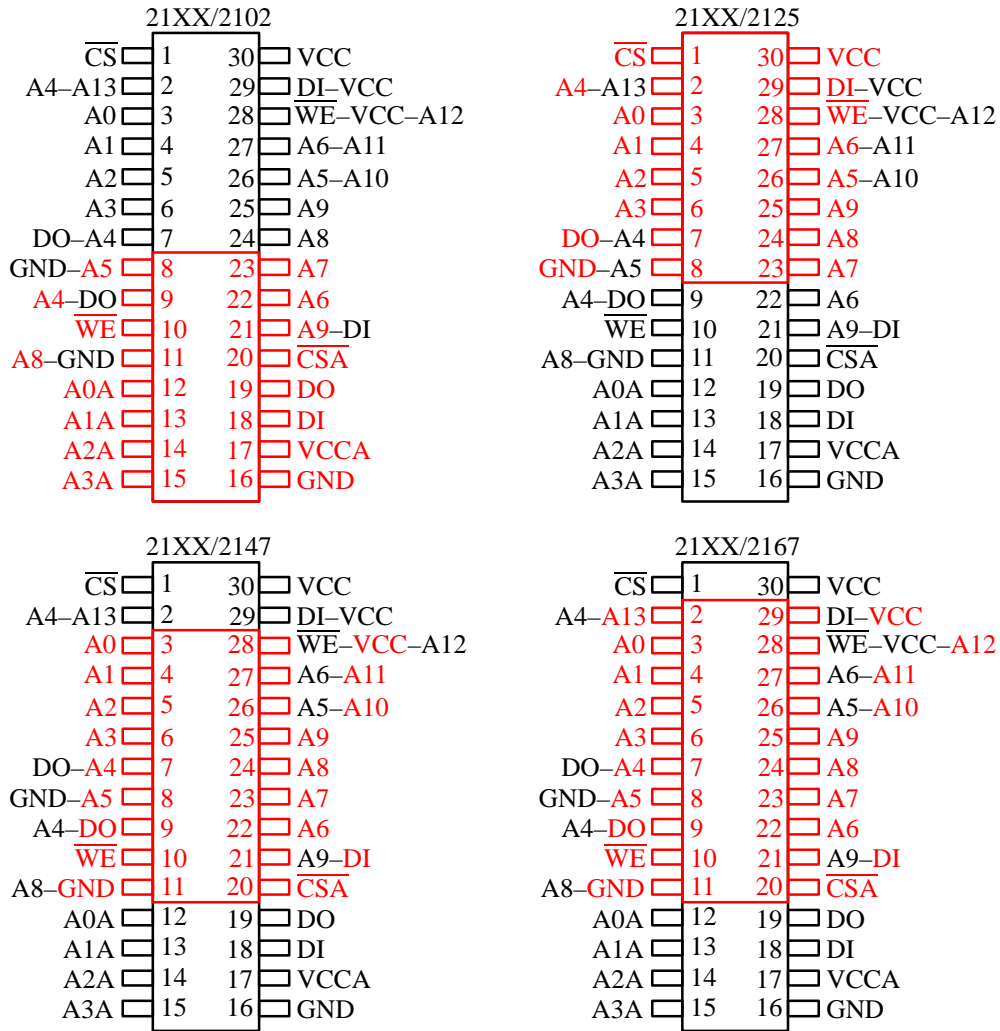 21XX/2102
CS 1 30 VCC
A4–A13 2 29 DI–VCC
A0 3 28 WE–VCC–A12
A1 4 27 A6–A11
A2 5 26 A5–A10
A3 6 25 A9
DO–A4 7 24 A8
GND–A5 8 23 A7
A4–DO 9 22 A6
WE 10 21 A9–DI
A8–GND 11 20 CSA
A0A 12 19 DO
A1A 13 18 DI
A2A 14 17 VCCA
A3A 15 16 GND
21XX/2125
CS 1 30 VCC
A4–A13 2 29 DI–VCC
A0 3 28 WE–VCC–A12
A1 4 27 A6–A11
A2 5 26 A5–A10
A3 6 25 A9
DO–A4 7 24 A8
GND–A5 8 23 A7
A4–DO 9 22 A6
WE 10 21 A9–DI
A8–GND 11 20 CSA
A0A 12 19 DO
A1A 13 18 DI
A2A 14 17 VCCA
A3A 15 16 GND
21XX/2147
CS 1 30 VCC
A4–A13 2 29 DI–VCC
A0 3 28 WE–VCC–A12
A1 4 27 A6–A11
A2 5 26 A5–A10
A3 6 25 A9
DO–A4 7 24 A8
GND–A5 8 23 A7
A4–DO 9 22 A6
WE 10 21 A9–DI
A8–GND 11 20 CSA
A0A 12 19 DO
A1A 13 18 DI
A2A 14 17 VCCA
A3A 15 16 GND
21XX/2167
CS 1 30 VCC
A4–A13 2 29 DI–VCC
A0 3 28 WE–VCC–A12
A1 4 27 A6–A11
A2 5 26 A5–A10
A3 6 25 A9
DO–A4 7 24 A8
GND–A5 8 23 A7
A4–DO 9 22 A6
WE 10 21 A9–DI
A8–GND 11 20 CSA
A0A 12 19 DO
A1A 13 18 DI
A2A 14 17 VCCA
A3A 15 16 GND